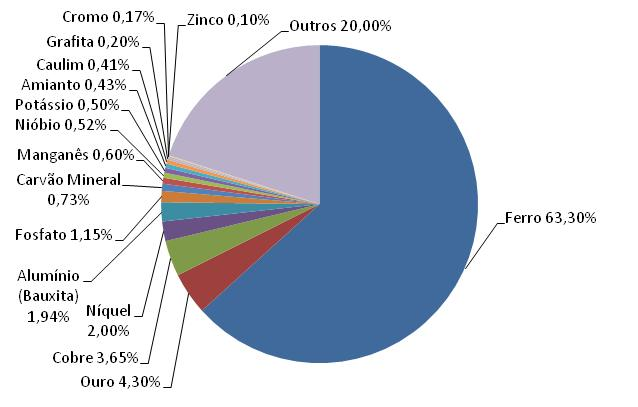 Cromo 0,17%
Zinco 0,10%
Outros 20,00%
Grafita 0,20%
Caulim 0,41%
Amianto 0,43%
Potássio 0,50%
Nióbio 0,52%
Manganês 0,60%
Carvão Mineral
0,73%
Ferro 63,30%
Fosfato 1,15%
Alumínio
(Bauxita)
1,94%
Níquel
2,00%
Cobre 3,65%
Ouro 4,30%